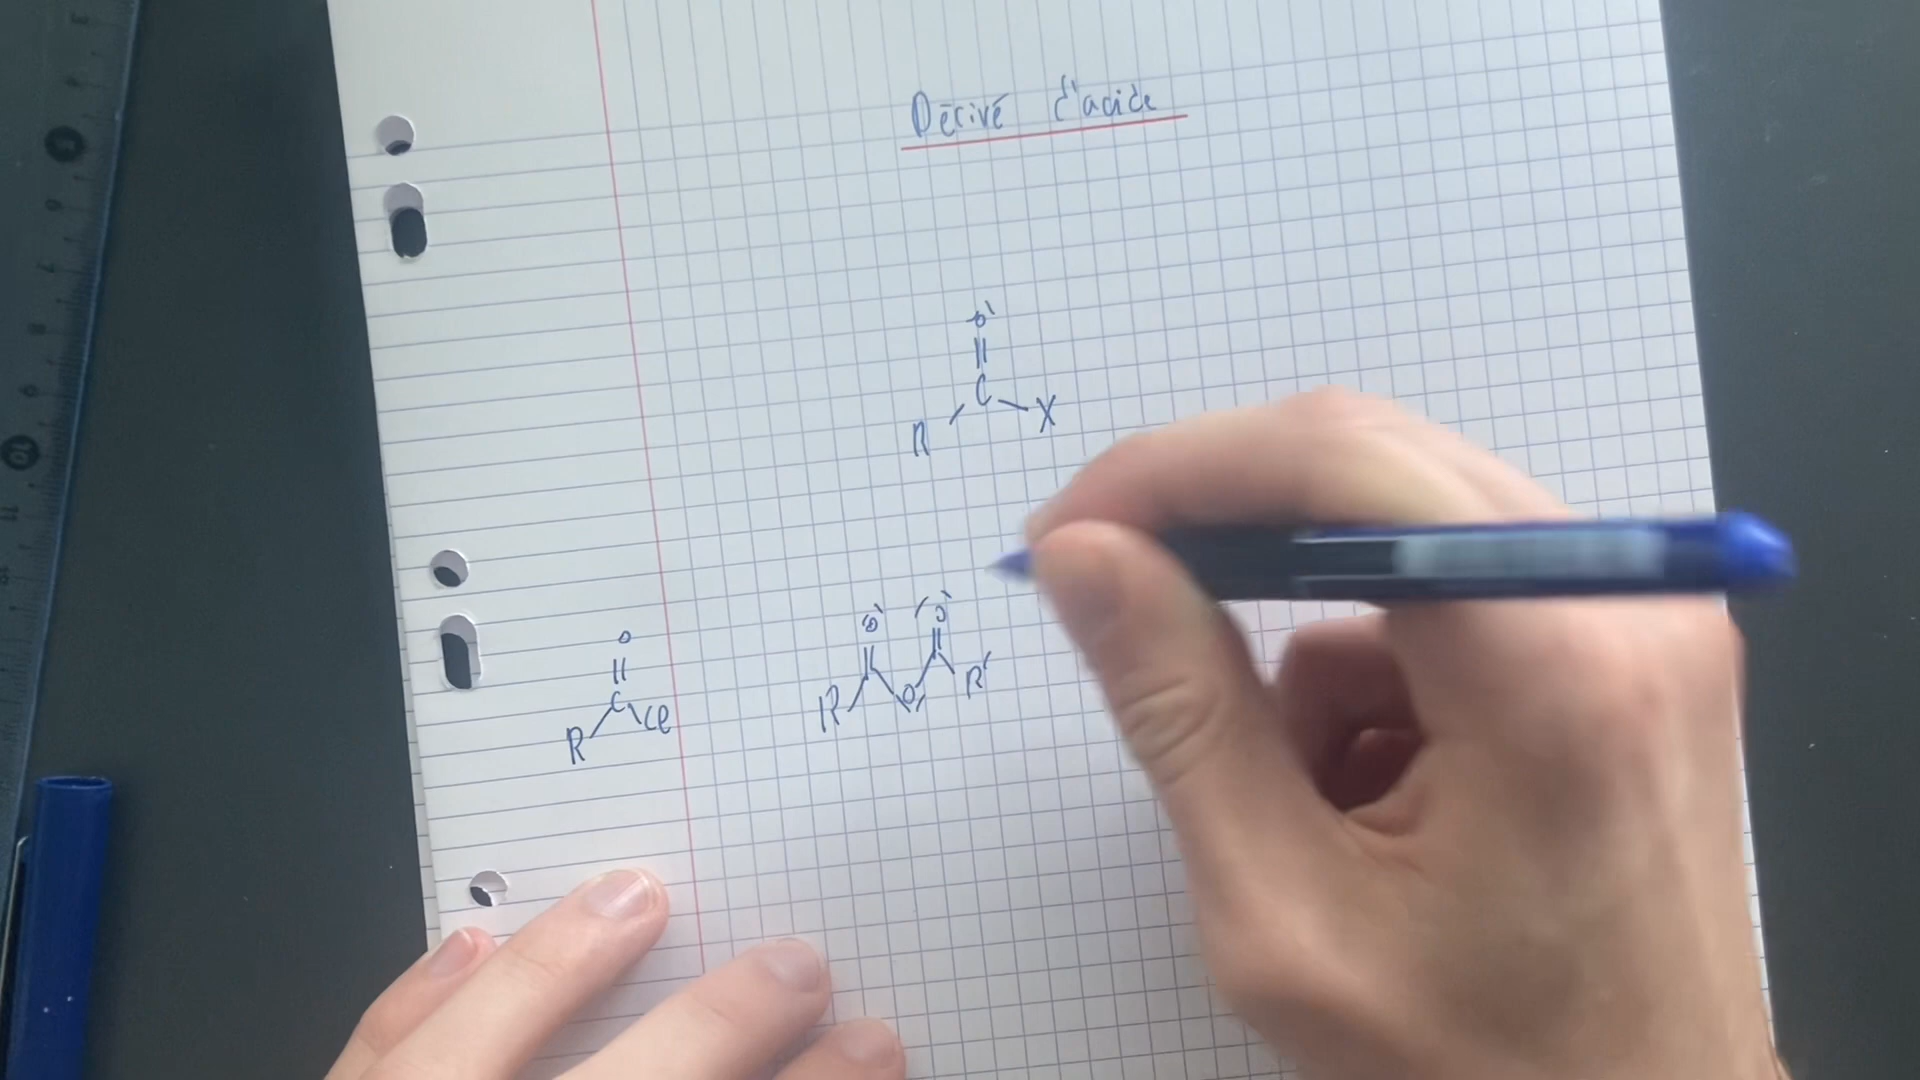 Dérivé d'acide
O
C
R X
O O
O
C
R Cl
R O R'